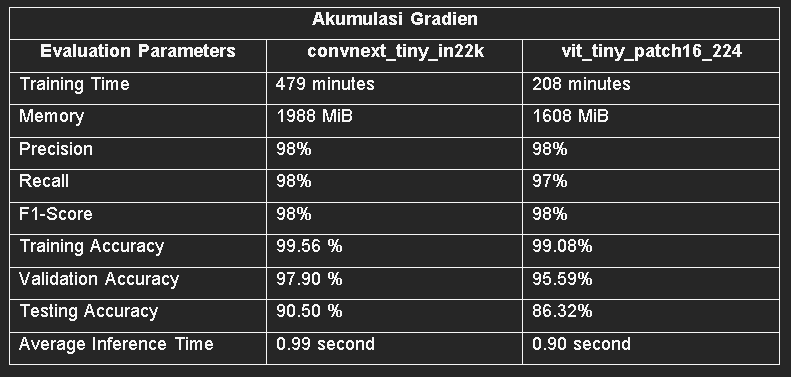 Akumulasi Gradien
Evaluation Parameters convnext_tiny_in22k vit_tiny_patch16_224
Training Time 479 minutes 208 minutes
Memory 1988 MiB 1608 MiB
Precision 98% 98%
Recall 98% 97%
F1-Score 98% 98%
Training Accuracy 99.56 % 99.08%
Validation Accuracy 97.90 % 95.59%
Testing Accuracy 90.50 % 86.32%
Average Inference Time 0.99 second 0.90 second